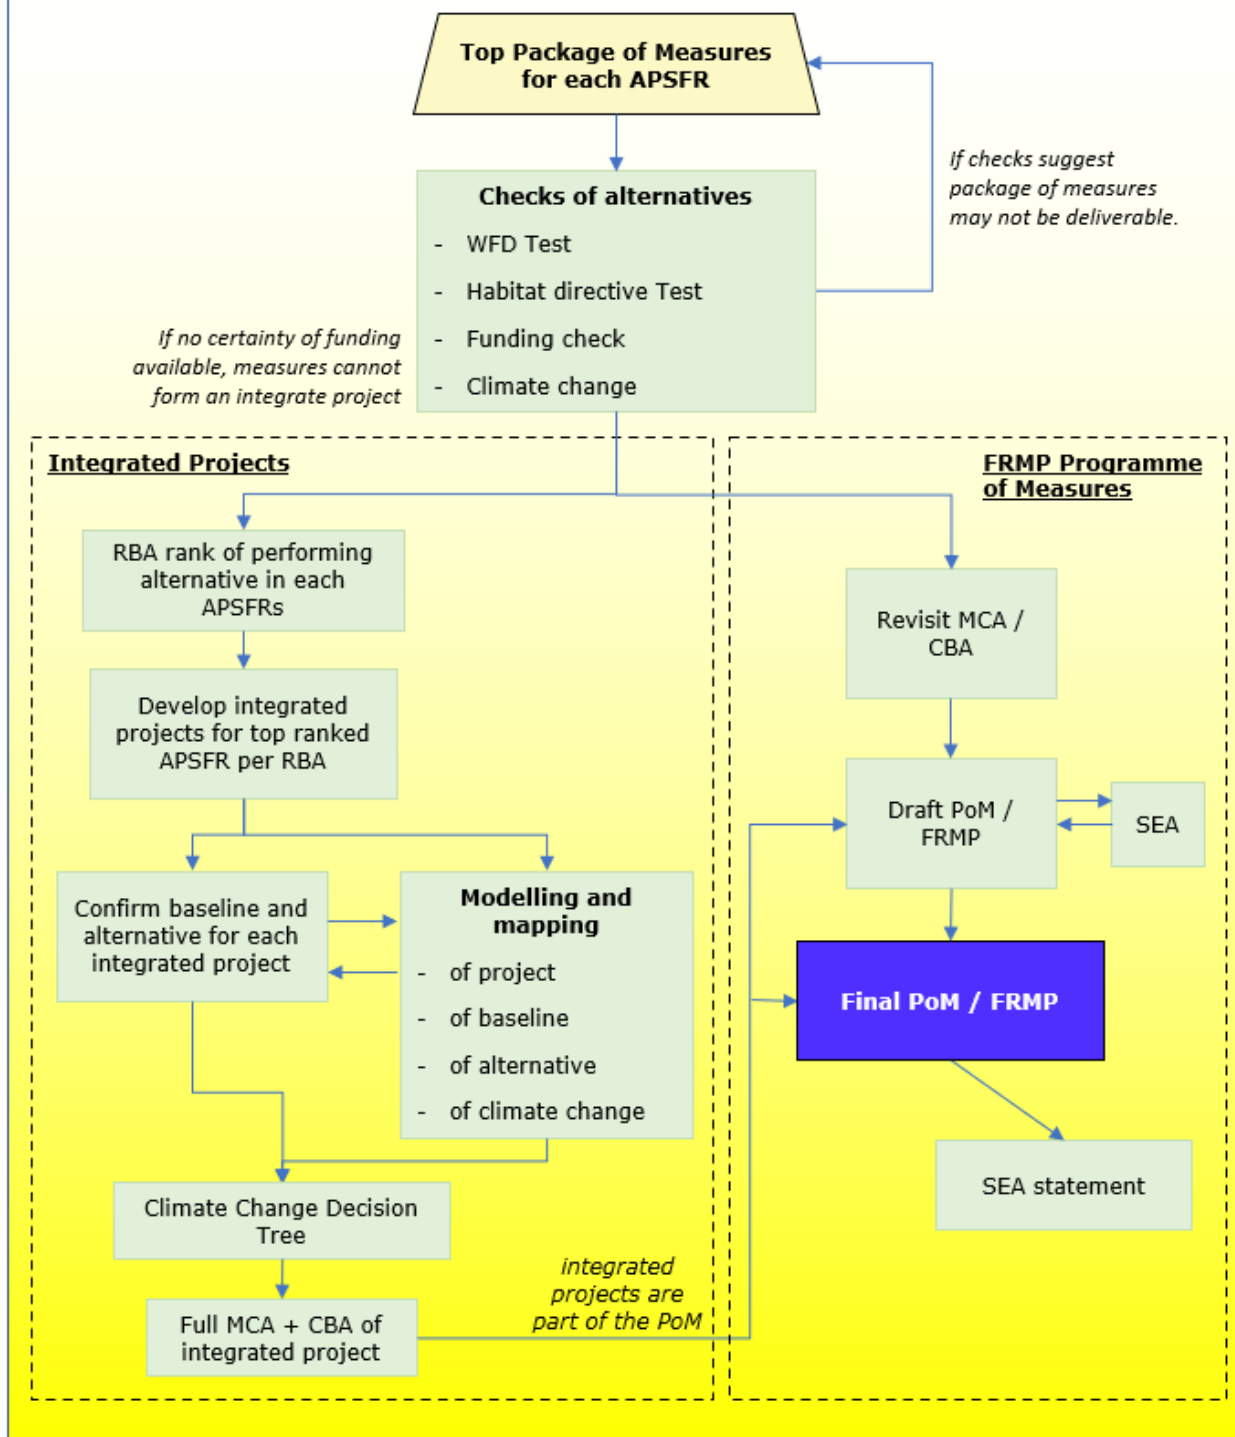 Top Package of Measures
for each APSFR
If checks suggest
package of measures
may not be deliverable.
Checks of alternatives
- WFD Test
- Habitat directive Test
- Funding check
- Climate change
If no certainty of funding
available, measures cannot
form an integrate project
Integrated Projects
RBA rank of performing
alternative in each
APSFRs
Develop integrated
projects for top ranked
APSFR per RBA
Confirm baseline and
alternative for each
integrated project
Modelling and
mapping
- of project
- of baseline
- of alternative
- of climate change
Climate Change Decision
Tree
Full MCA + CBA of
integrated project
integrated
projects are
part of the PoM
FRMP Programme
of Measures
Revisit MCA /
CBA
Draft PoM /
FRMP
SEA
Final PoM / FRMP
SEA statement